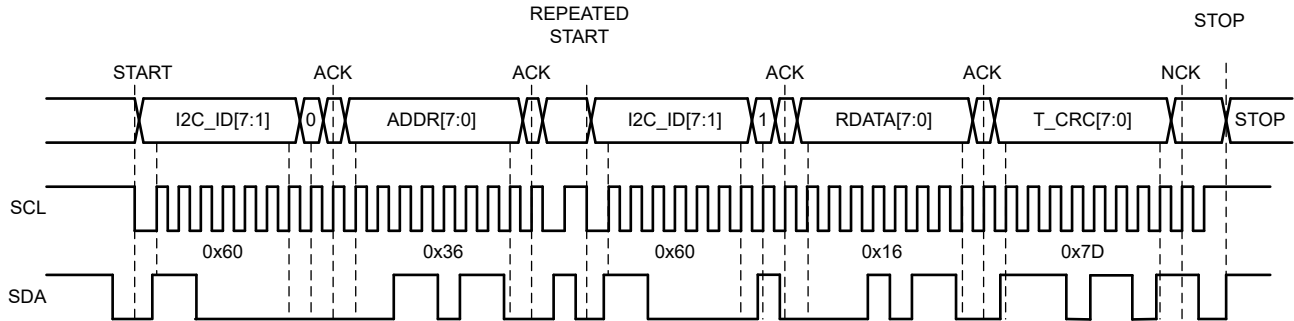 REPEATED
START
STOP
START ACK ACK ACK ACK NCK
I2C_ID[7:1] 0 ADDR[7:0] I2C_ID[7:1] 1 RDATA[7:0] T_CRC[7:0] STOP
SCL
0x60 0x36 0x60 0x16 0x7D
SDA